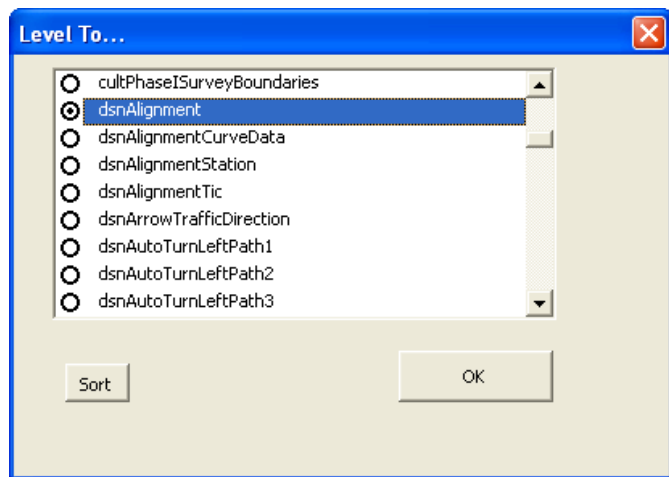 Level To...
cultPhaseISurveyBoundaries
dsnAlignment
dsnAlignmentCurveData
dsnAlignmentStation
dsnAlignmentTic
dsnArrowTrafficDirection
dsnAutoTurnLeftPath1
dsnAutoTurnLeftPath2
dsnAutoTurnLeftPath3
Sort
OK